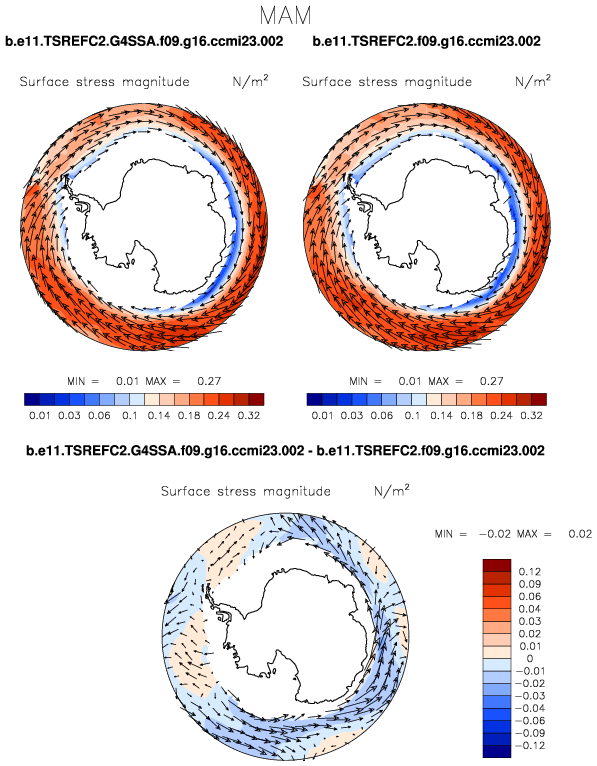 MAM
b.e11.TSREFC2.G4SSA.f09.g16.ccmi23.002 b.e11.TSREFC2.f09.g16.ccmi23.002
Surface stress magnitude N/m² Surface stress magnitude N/m²
MIN = 0.01 MAX = 0.27 MIN = 0.01 MAX = 0.27
0.01 0.03 0.06 0.1 0.14 0.18 0.24 0.32 0.01 0.03 0.06 0.1 0.14 0.18 0.24 0.32
b.e11.TSREFC2.G4SSA.f09.g16.ccmi23.002 - b.e11.TSREFC2.f09.g16.ccmi23.002
Surface stress magnitude N/m²
MIN = -0.02 MAX = 0.02
0.12
0.09
0.06
0.04
0.03
0.02
0.01
0
-0.01
-0.02
-0.03
-0.04
-0.06
-0.09
-0.12